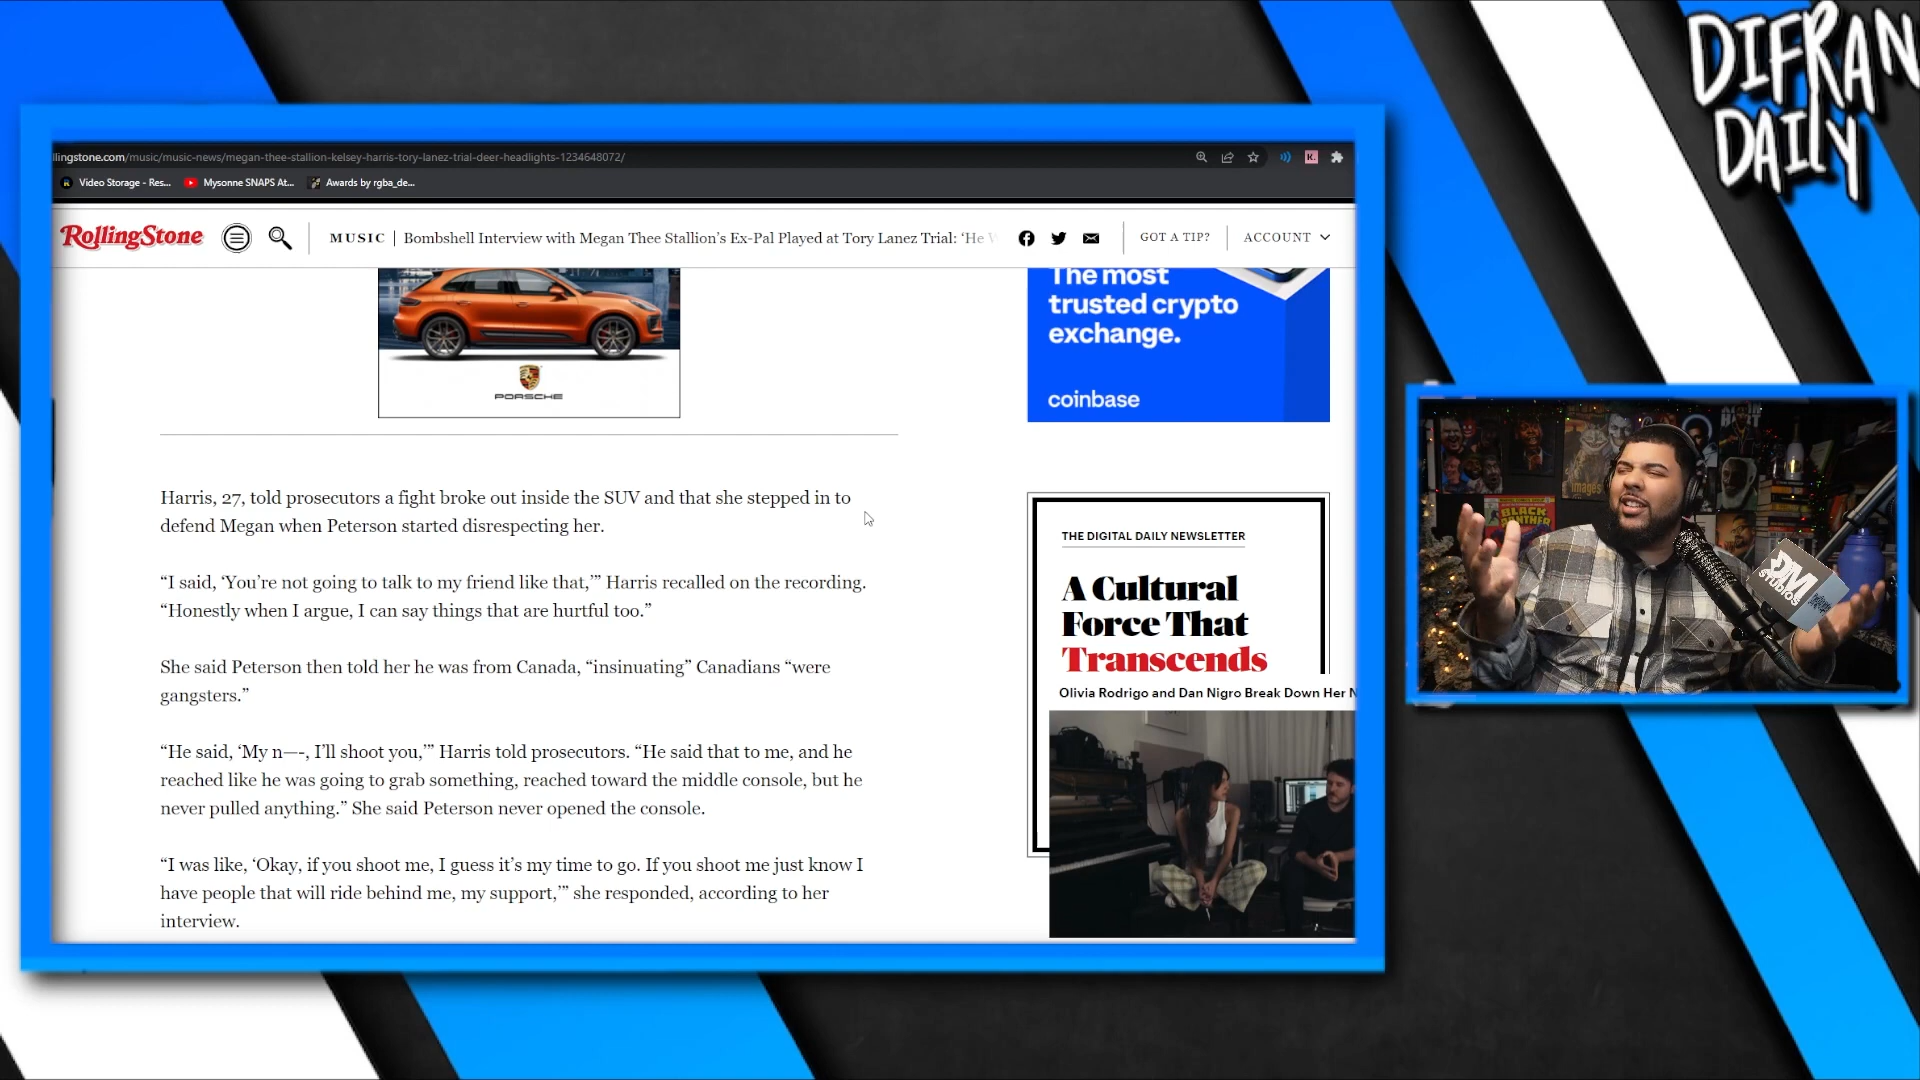 DIFRAN
DAILY
llingstone.com/music/music-news/megan-thee-stallion-kelsey-harris-tory-lanez-trial-deer-headlights-1234648072/
K.
Video Storage - Res...
Mysonne SNAPS At...
Awards by rgba_de...
RollingStone
MUSIC
Bombshell Interview with Megan Thee Stallion’s Ex-Pal Played at Tory Lanez Trial: ‘He
GOT A TIP?
ACCOUNT
PORSCHE
The most
trusted crypto
exchange.
coinbase
Harris, 27, told prosecutors a fight broke out inside the SUV and that she stepped in to
defend Megan when Peterson started disrespecting her.
“I said, ‘You’re not going to talk to my friend like that,’” Harris recalled on the recording.
“Honestly when I argue, I can say things that are hurtful too.”
She said Peterson then told her he was from Canada, “insinuating” Canadians “were
gangsters.”
“He said, ‘My n—-, I’ll shoot you,’” Harris told prosecutors. “He said that to me, and he
reached like he was going to grab something, reached toward the middle console, but he
never pulled anything.” She said Peterson never opened the console.
“I was like, ‘Okay, if you shoot me, I guess it’s my time to go. If you shoot me just know I
have people that will ride behind me, my support,’” she responded, according to her
interview.
THE DIGITAL DAILY NEWSLETTER
A Cultural
Force That
Transcends
Olivia Rodrigo and Dan Nigro Break Down Her N
images
BLACK
PANTHER
DM
STUDIOS